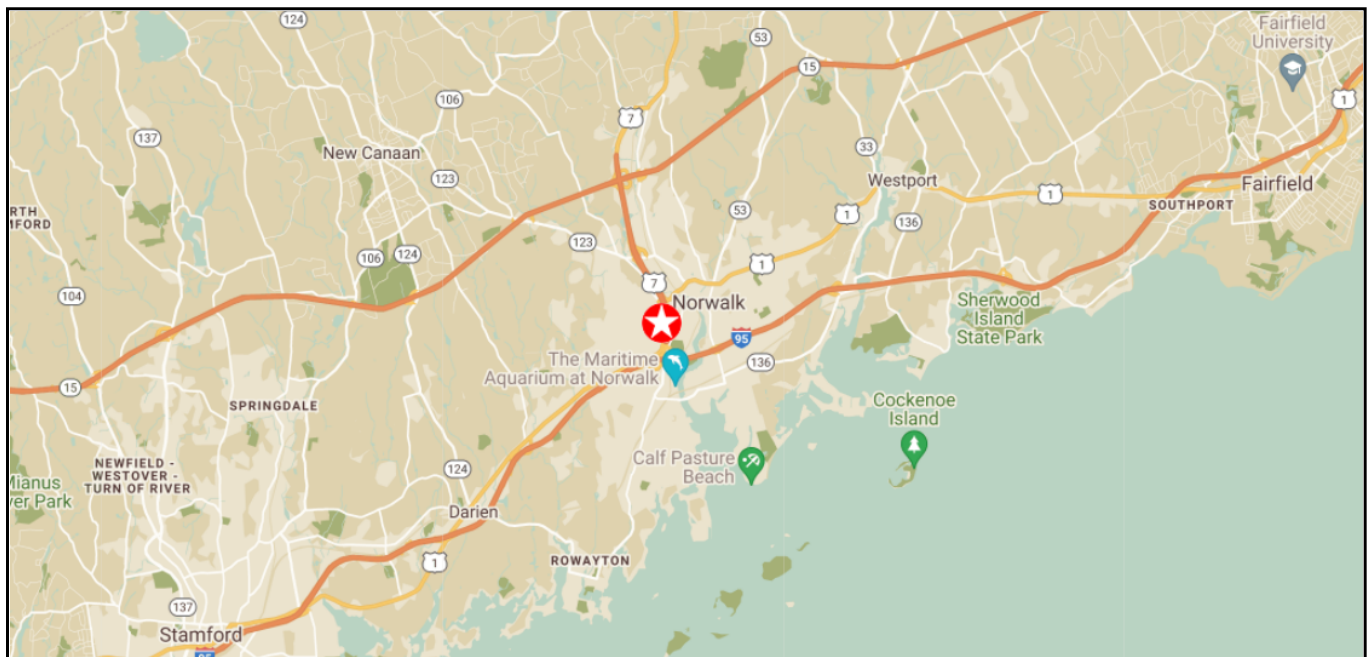 124
53
Fairfield
University
15
1
106
7
137
33
New Canaan
Westport
123
1
Fairfield
SOUTHPORT
RTH
MFORD
53
1
136
123
106
124
1
7
104
Norwalk
Sherwood
Island
State Park
95
The Maritime
Aquarium at Norwalk
136
15
SPRINGDALE
Cockenoe
Island
NEWFIELD -
WESTOVER -
TURN OF RIVER
Calf Pasture
Beach
124
Mianus
ver Park
Darien
ROWAYTON
1
137
Stamford
95